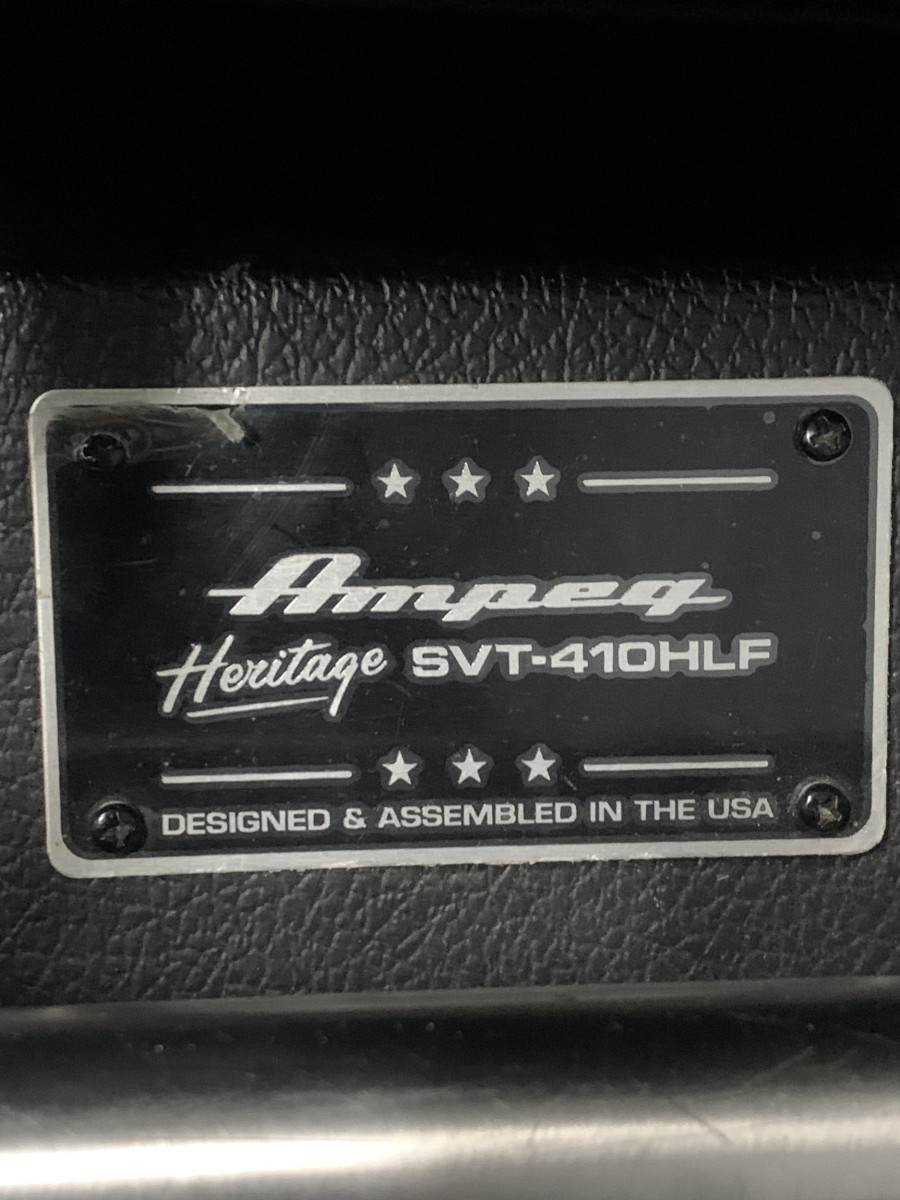 Ampeg
Heritage SVT-410HLF
DESIGNED & ASSEMBLED IN THE USA